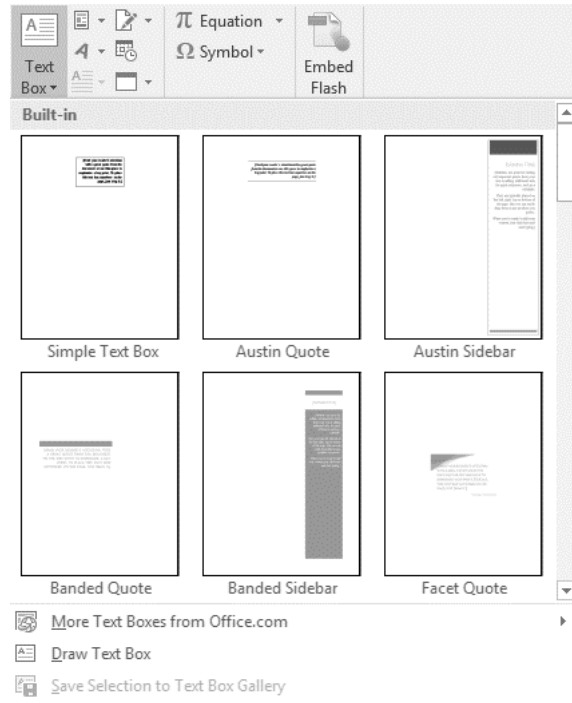 π Equation
Ω Symbol
Text
Box
Embed
Flash
Built-in
Simple Text Box
Austin Quote
Austin Sidebar
Banded Quote
Banded Sidebar
Facet Quote
More Text Boxes from Office.com
Draw Text Box
Save Selection to Text Box Gallery